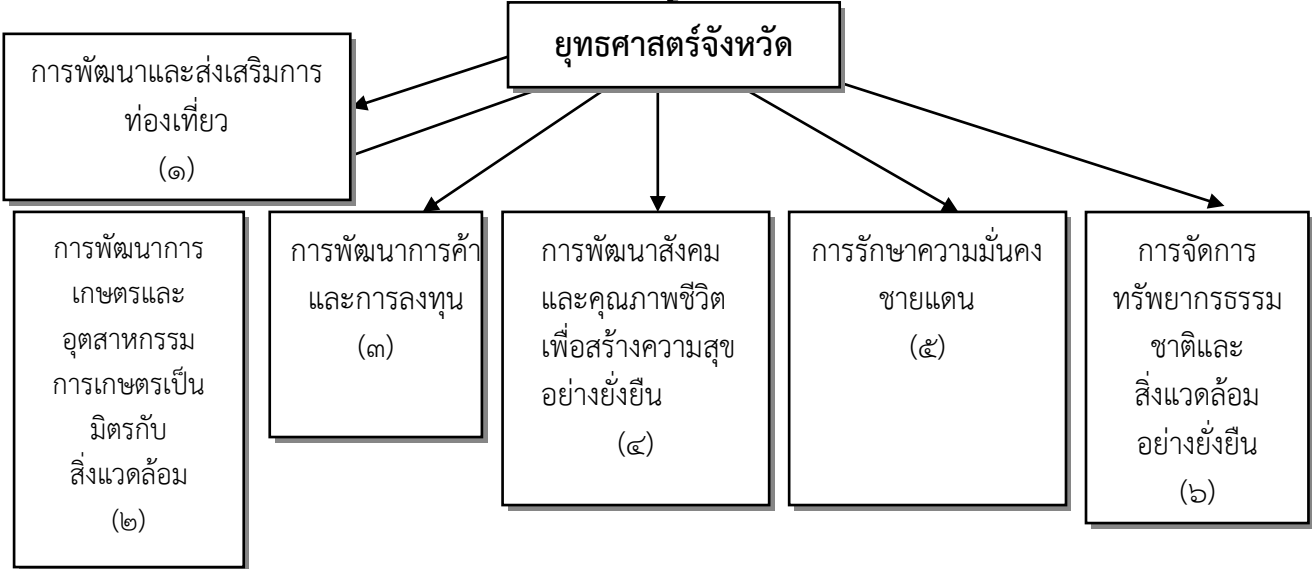 ยุทธศาสตร์จังหวัด
การพัฒนาและส่งเสริมการ
ท่องเที่ยว
(๑)
การพัฒนาการ
เกษตรและ
อุตสาหกรรม
การเกษตรเป็น
มิตรกับ
สิ่งแวดล้อม
(๒)
การพัฒนาการค้า
และการลงทุน
(๓)
การพัฒนาสังคม
และคุณภาพชีวิต
เพื่อสร้างความสุข
อย่างยั่งยืน
(๔)
การรักษาความมั่นคง
ชายแดน
(๕)
การจัดการ
ทรัพยากรธรรม
ชาติและ
สิ่งแวดล้อม
อย่างยั่งยืน
(๖)